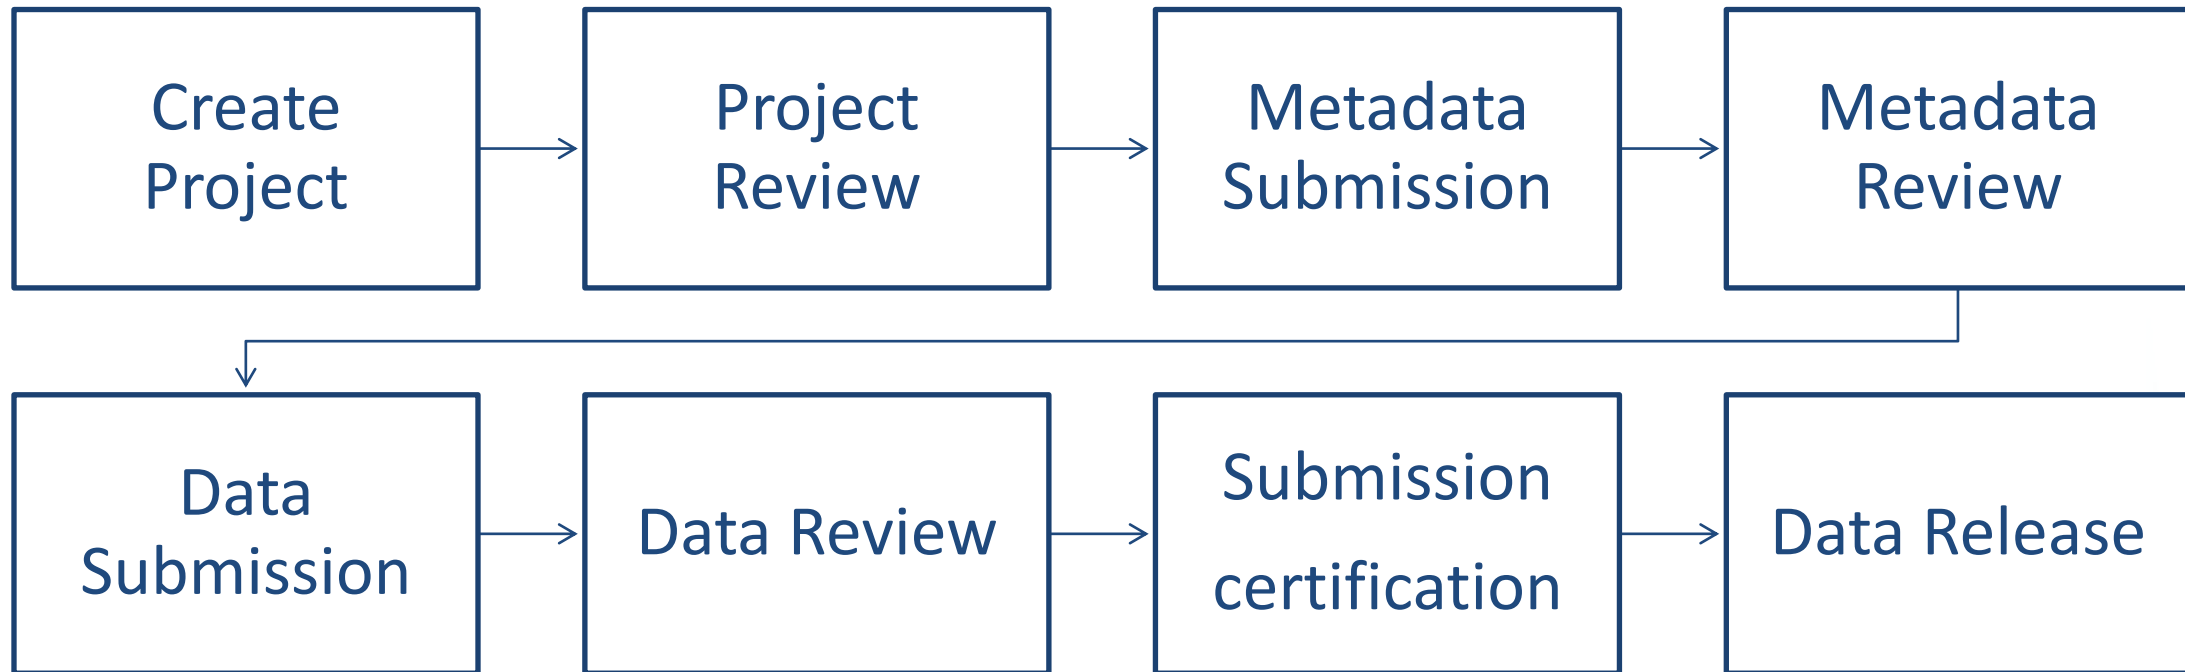 Create
Project
Project
Review
Metadata
Submission
Metadata
Review
Data
Submission
Data Review
Submission
certification
Data Release